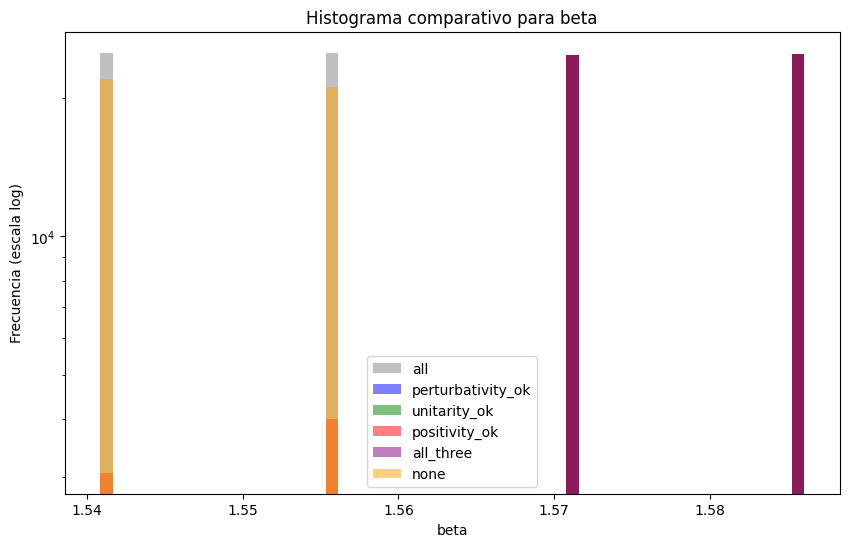 Histograma comparativo para beta
Frecuencia (escala log)
10^4
all
perturbativity_ok
unitarity_ok
positivity_ok
all_three
none
1.54 1.55 1.56 1.57 1.58
beta